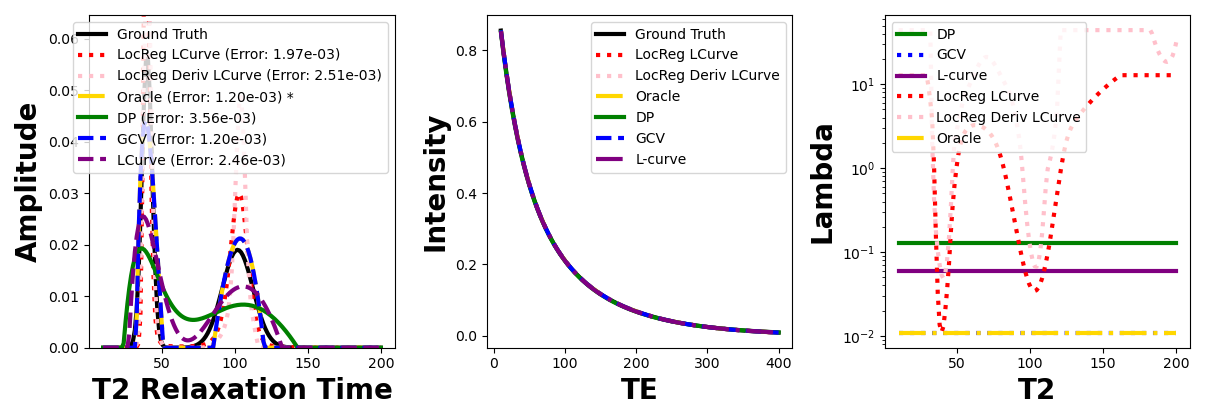 Amplitude
0.06
0.05
0.04
0.03
0.02
0.01
0.00
50
100
150
200
T2 Relaxation Time
Ground Truth
LocReg LCurve (Error: 1.97e-03)
LocReg Deriv LCurve (Error: 2.51e-03)
Oracle (Error: 1.20e-03) *
DP (Error: 3.56e-03)
GCV (Error: 1.20e-03)
LCurve (Error: 2.46e-03)
Intensity
0.8
0.6
0.4
0.2
0.0
0
100
200
300
400
TE
Ground Truth
LocReg LCurve
LocReg Deriv LCurve
Oracle
DP
GCV
L-curve
Lambda
10¹
10⁰
10⁻¹
10⁻²
50
100
150
200
T2
DP
GCV
L-curve
LocReg LCurve
LocReg Deriv LCurve
Oracle